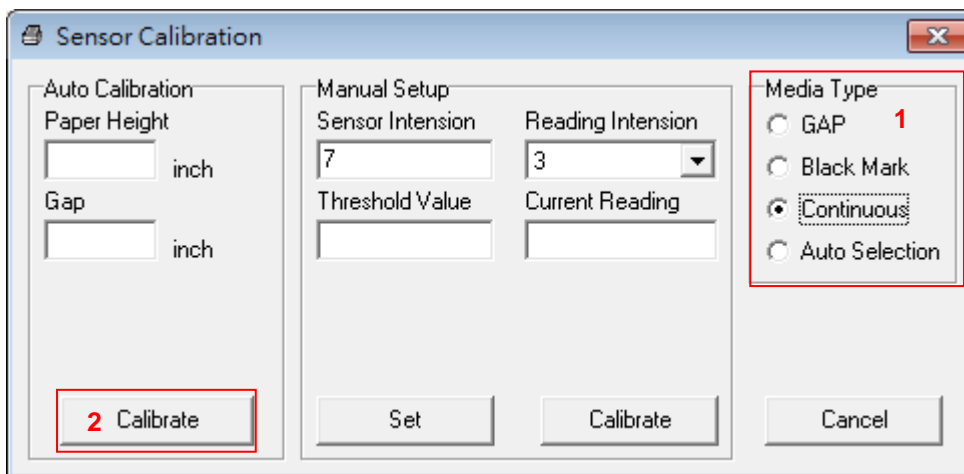 Sensor Calibration
Auto Calibration
Paper Height
inch
Gap
inch
2 Calibrate
Manual Setup
Sensor Intension
Reading Intension
7
3
Threshold Value
Current Reading
Set
Calibrate
Media Type
1
GAP
Black Mark
Continuous
Auto Selection
Cancel